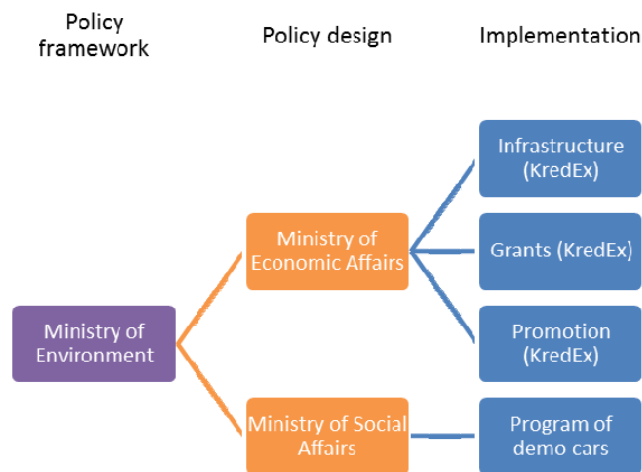 Policy
framework
Policy design
Implementation
Infrastructure
(KredEx)
Ministry of
Economic Affairs
Grants (KredEx)
Ministry of
Environment
Promotion
(KredEx)
Ministry of Social
Affairs
Program of
demo cars